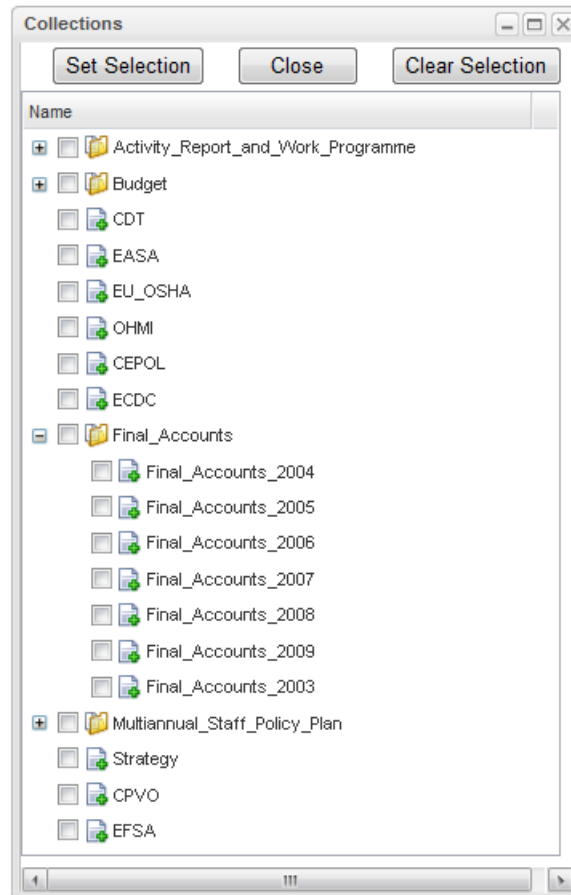 Collections
Set Selection Close Clear Selection
Name
Activity_Report_and_Work_Programme
Budget
CDT
EASA
EU_OSHA
OHMI
CEPOL
ECDC
Final_Accounts
Final_Accounts_2004
Final_Accounts_2005
Final_Accounts_2006
Final_Accounts_2007
Final_Accounts_2008
Final_Accounts_2009
Final_Accounts_2003
Multiannual_Staff_Policy_Plan
Strategy
CPVO
EFSA